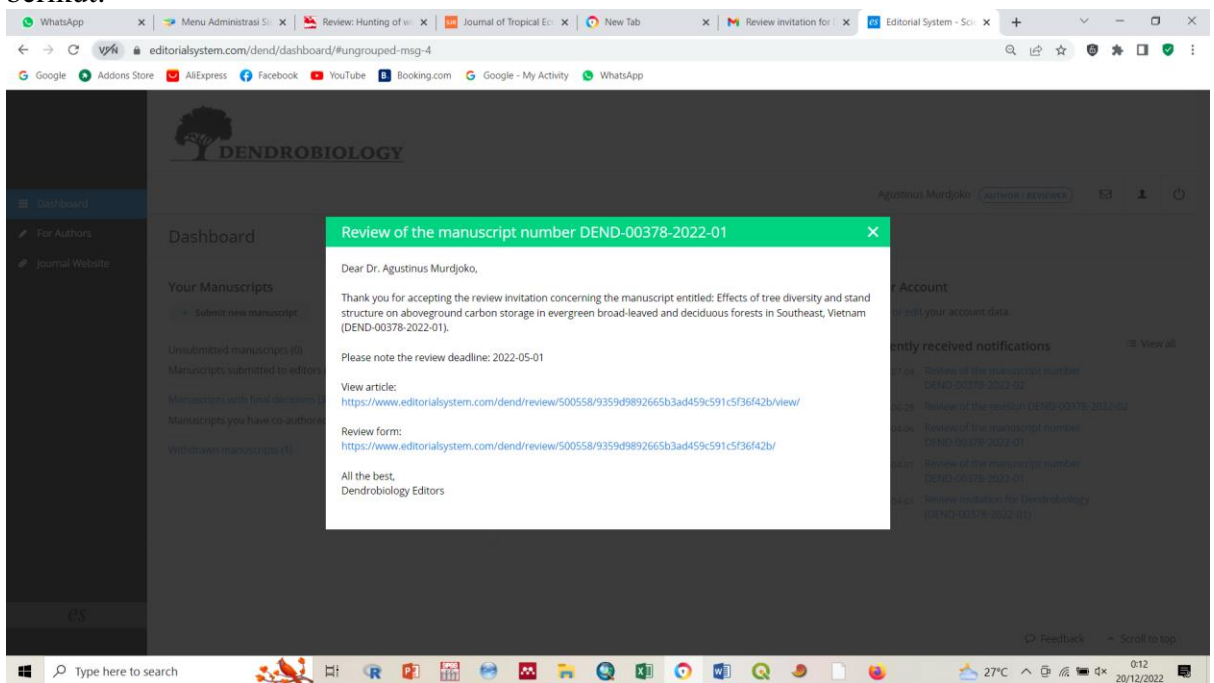 WhatsApp
Menu Administrasi Si
Review: Hunting of wi
Journal of Tropical Eco
New Tab
Review invitation for
Editorial System - Scie
editorialsystem.com/dend/dashboard/#ungrouped-msg-4
Google
Addons Store
AliExpress
Facebook
YouTube
Booking.com
Google - My Activity
WhatsApp
DENDROBIOLOGY
Agustinus Murdjoko AUTHOR / REVIEWER
Dashboard
For Authors
Journal Website
Dashboard
Your Manuscripts
+ Submit new manuscript
Unsubmitted manuscripts (0)
Manuscripts submitted to editors
Manuscripts with final decisions
Manuscripts you have co-authored
Withdrawn manuscripts (1)
Review of the manuscript number DEND-00378-2022-01
Dear Dr. Agustinus Murdjoko,
Thank you for accepting the review invitation concerning the manuscript entitled: Effects of tree diversity and stand
structure on aboveground carbon storage in evergreen broad-leaved and deciduous forests in Southeast, Vietnam
(DEND-00378-2022-01).
Please note the review deadline: 2022-05-01
View article:
https://www.editorialsystem.com/dend/review/500558/9359d9892665b3ad459c591c5f36f42b/view/
Review form:
https://www.editorialsystem.com/dend/review/500558/9359d9892665b3ad459c591c5f36f42b/
All the best,
Dendrobiology Editors
r Account
or edit your account data.
ently received notifications
View all
Review of the manuscript number
DEND-00378-2022-02
Review of the revision DEND-00378-2022-02
Review of the manuscript number
DEND-00378-2022-01
Review of the manuscript number
DEND-00378-2022-01
Review invitation for Dendrobiology
(DEND-00378-2022-01)
es
Feedback
Scroll to top
Type here to search
27°C
0:12
20/12/2022